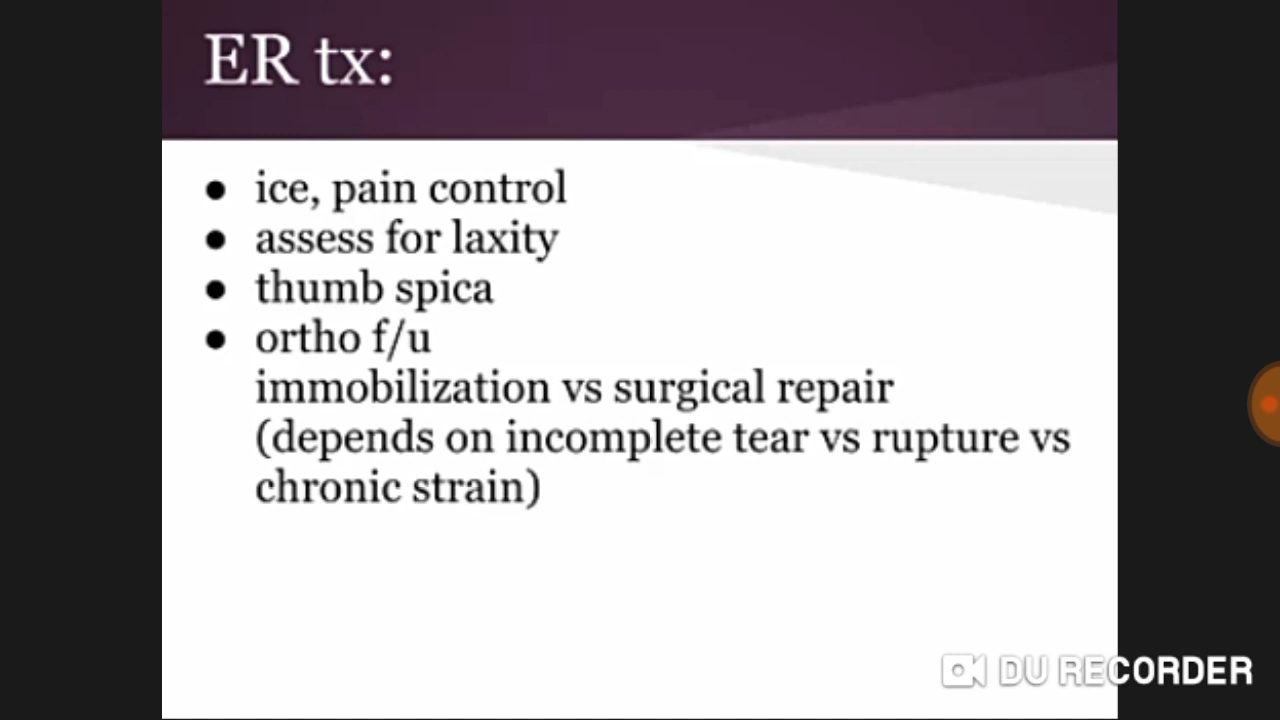 ER tx:
● ice, pain control
● assess for laxity
● thumb spica
● ortho f/u
immobilization vs surgical repair
(depends on incomplete tear vs rupture vs
chronic strain)
DU RECORDER